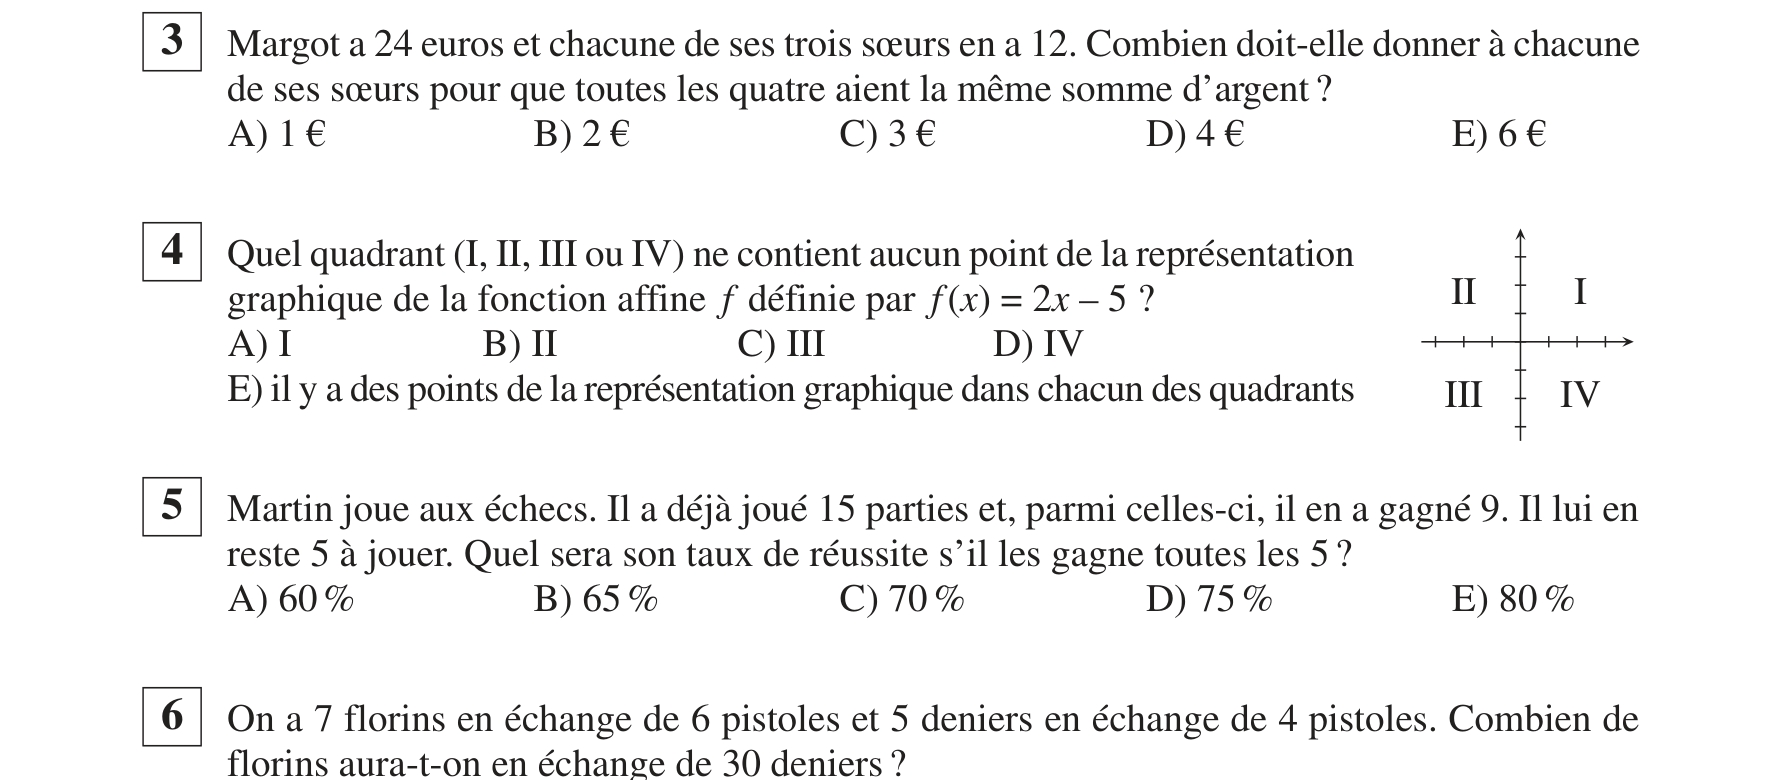 3 Margot a 24 euros et chacune de ses trois sœurs en a 12. Combien doit-elle donner à chacune
de ses sœurs pour que toutes les quatre aient la même somme d’argent ?
A) 1 € B) 2 € C) 3 € D) 4 € E) 6 €
4 Quel quadrant (I, II, III ou IV) ne contient aucun point de la représentation
graphique de la fonction affine f définie par f(x) = 2x – 5 ?
A) I B) II C) III D) IV
E) il y a des points de la représentation graphique dans chacun des quadrants
II I
III IV
5 Martin joue aux échecs. Il a déjà joué 15 parties et, parmi celles-ci, il en a gagné 9. Il lui en
reste 5 à jouer. Quel sera son taux de réussite s’il les gagne toutes les 5 ?
A) 60 % B) 65 % C) 70 % D) 75 % E) 80 %
6 On a 7 florins en échange de 6 pistoles et 5 deniers en échange de 4 pistoles. Combien de
florins aura-t-on en échange de 30 deniers ?